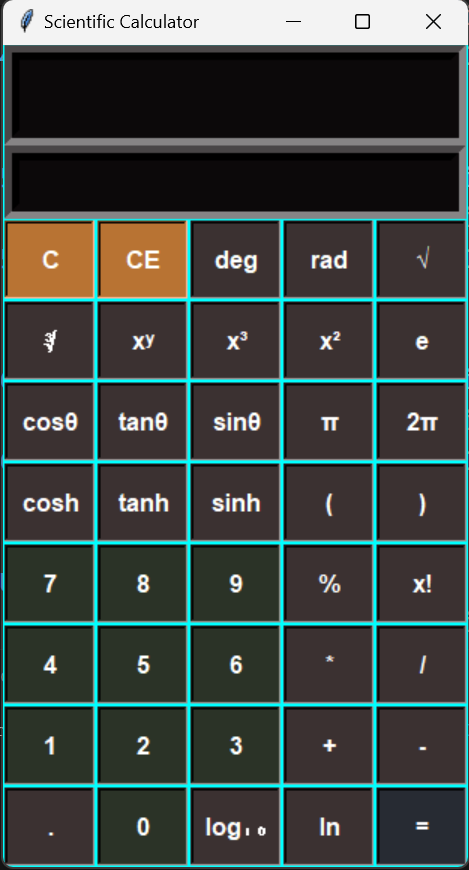 Scientific Calculator
C CE deg rad √
∛ xʸ x³ x² e
cosθ tanθ sinθ π 2π
cosh tanh sinh ( )
7 8 9 % x!
4 5 6 * /
1 2 3 + -
. 0 log₁₀ ln =